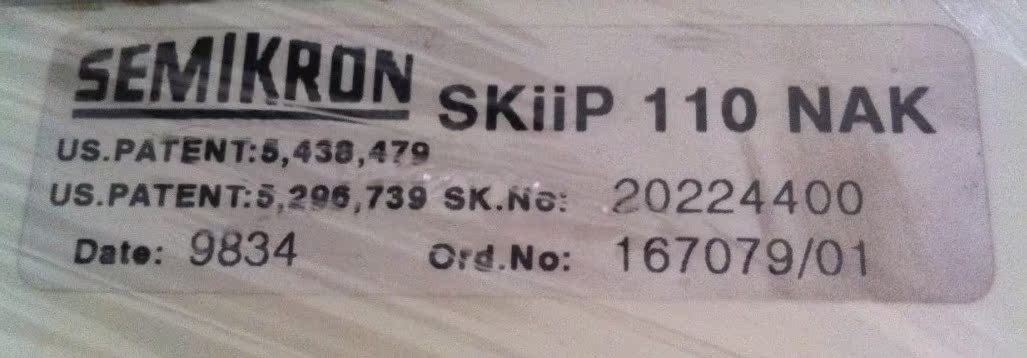 SEMIKRON SKiiP 110 NAK
US.PATENT:5,438,479
US.PATENT:5,296,739 SK.No: 20224400
Date: 9834 Ord.No: 167079/01